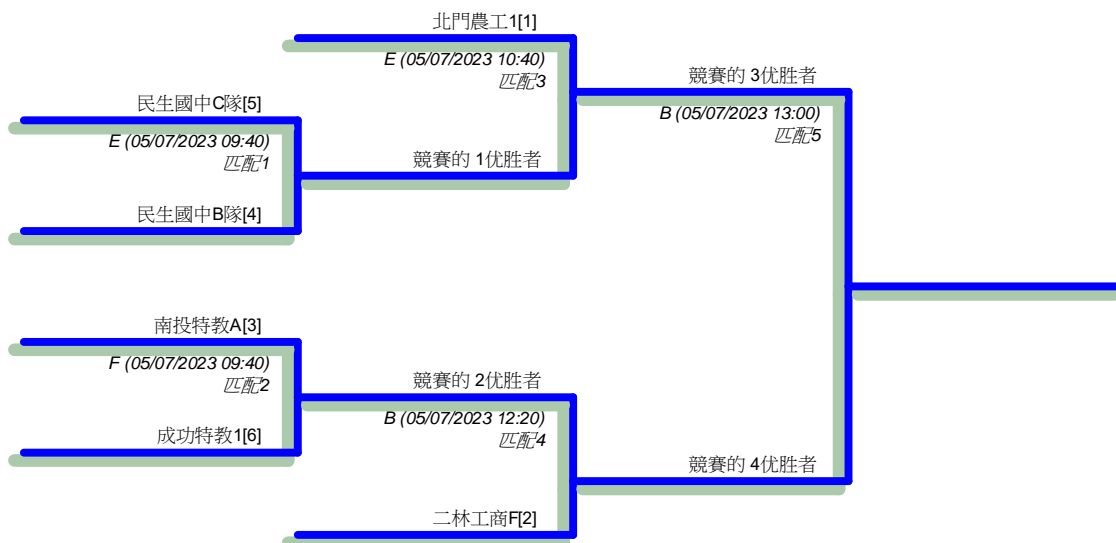 北門農工1[1]
E (05/07/2023 10:40)
匹配3
競賽的 3优胜者
民生國中C隊[5]
B (05/07/2023 13:00)
匹配5
E (05/07/2023 09:40)
匹配1
競賽的 1优胜者
民生國中B隊[4]
南投特教A[3]
F (05/07/2023 09:40)
匹配2
競賽的 2优胜者
B (05/07/2023 12:20)
匹配4
成功特教1[6]
競賽的 4优胜者
二林工商F[2]